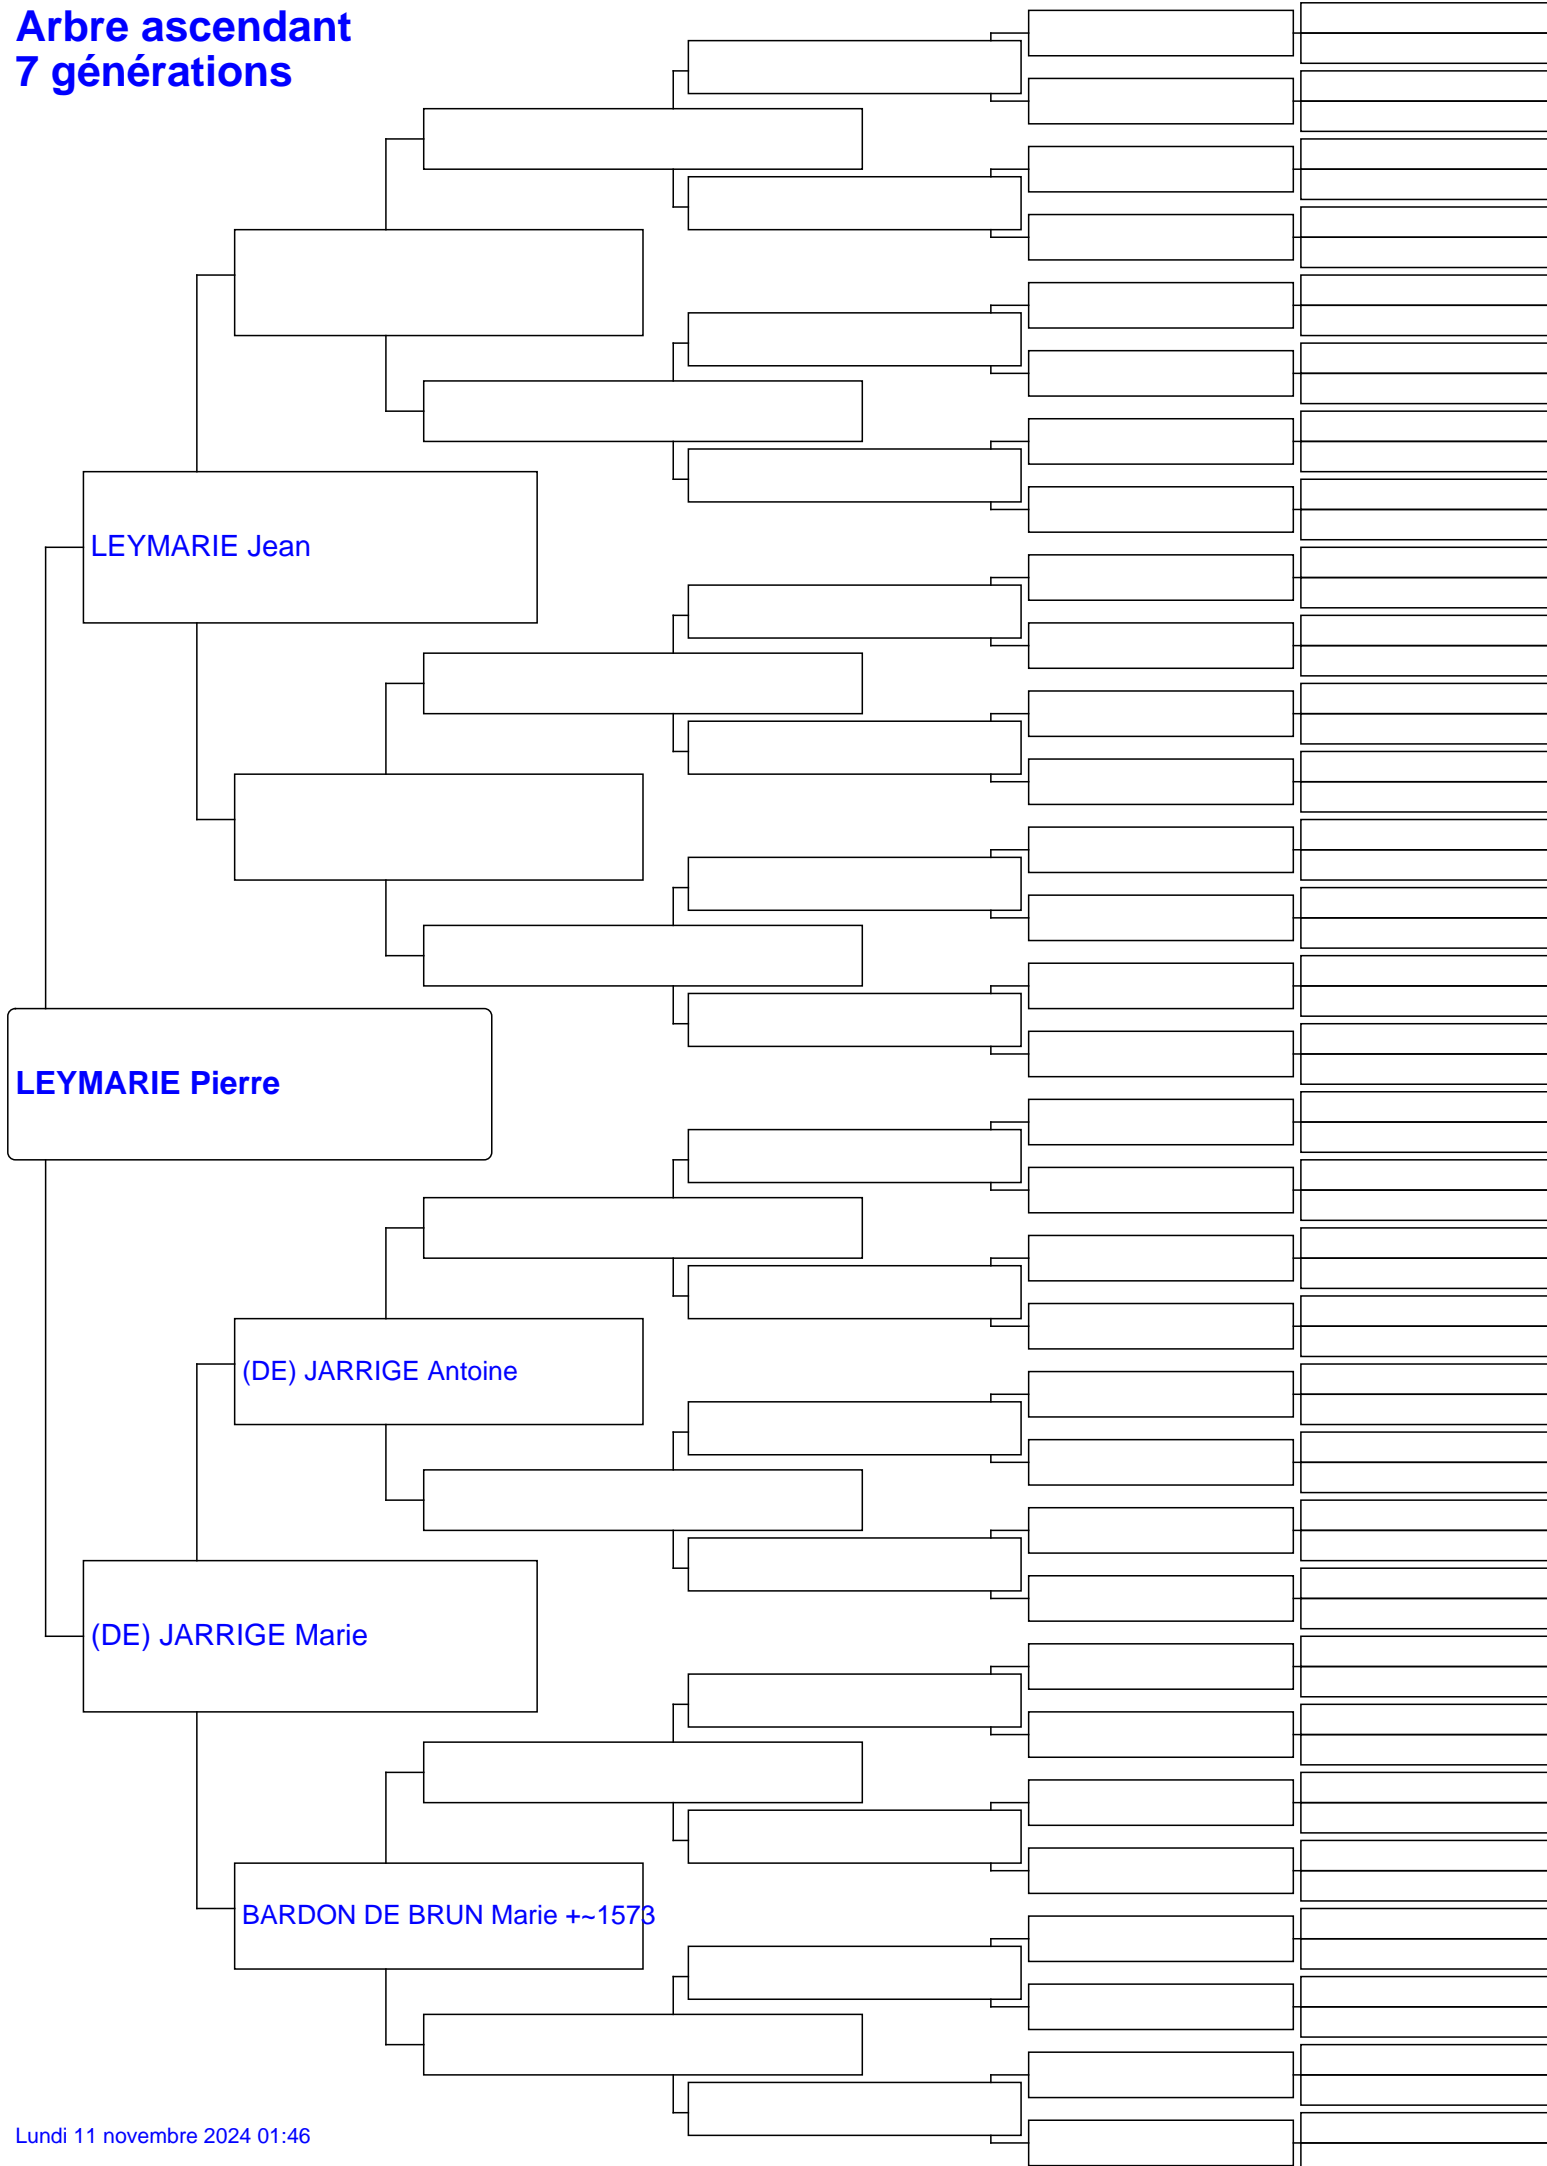 Arbre ascendant
7 générations
LEYMARIE Jean
LEYMARIE Pierre
(DE) JARRIGE Antoine
(DE) JARRIGE Marie
BARDON DE BRUN Marie +~1573
Lundi 11 novembre 2024 01:46